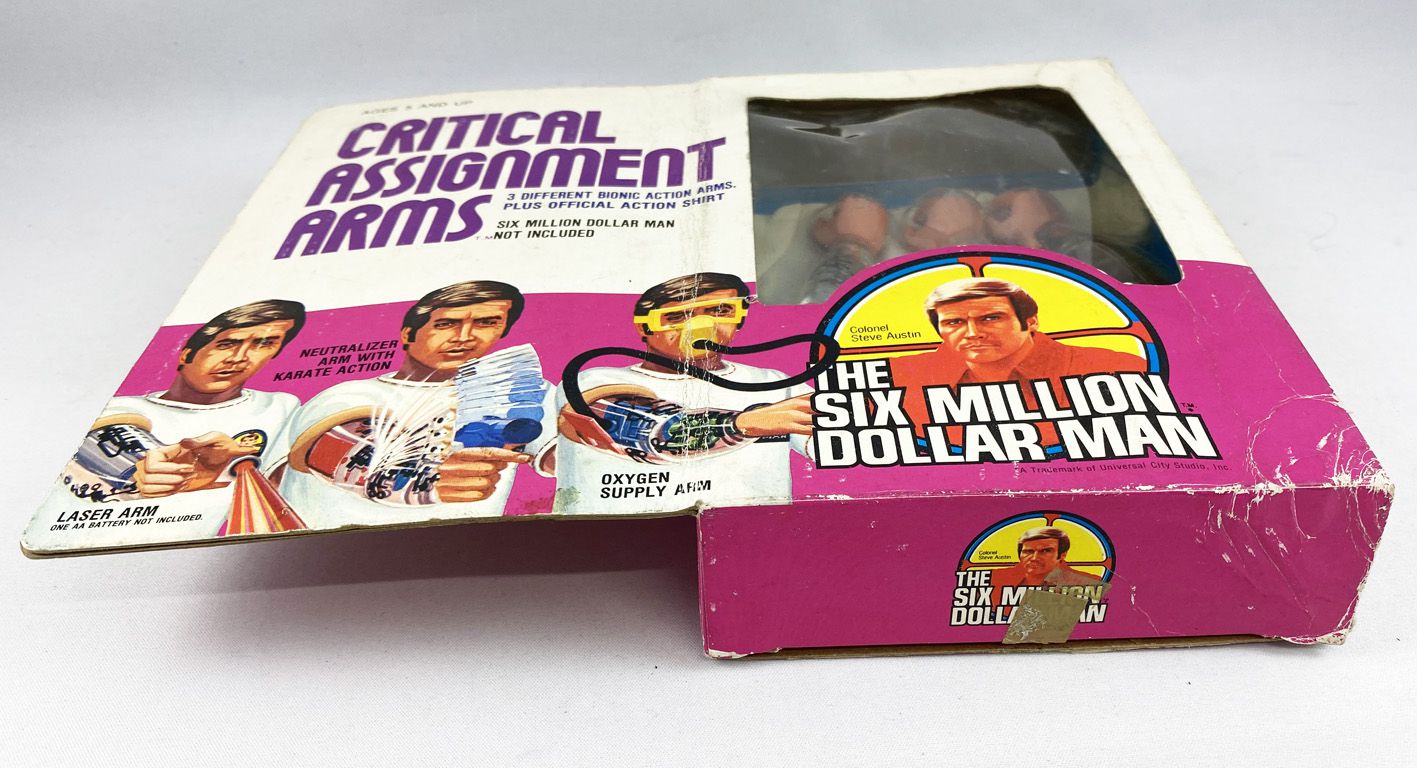 AGES 5 AND UP
CRITICAL
ASSIGNMENT
ARMS
3 DIFFERENT BIONIC ACTION ARMS.
PLUS OFFICIAL ACTION SHIRT
SIX MILLION DOLLAR MAN
T.M. NOT INCLUDED
NEUTRALIZER
ARM WITH
KARATE ACTION
LASER ARM
ONE AA BATTERY NOT INCLUDED.
OXYGEN
SUPPLY ARM
Colonel
Steve Austin
THE
SIX MILLION
DOLLAR MAN
T.M.
A Trademark of Universal City Studio, Inc.
Colonel
Steve Austin
THE
SIX MILLION
DOLLAR MAN